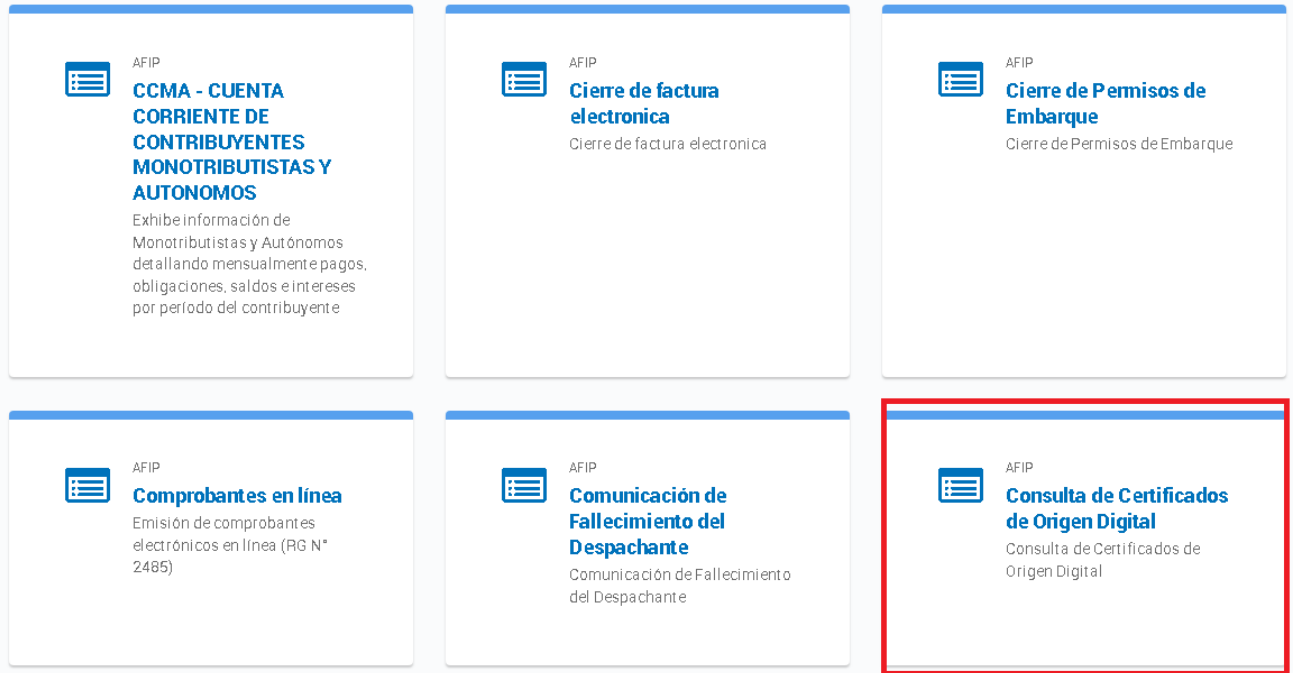 AFIP
CCMA - CUENTA
CORRIENTE DE
CONTRIBUYENTES
MONOTRIBUTISTAS Y
AUTONOMOS
Exhibe información de
Monotributistas y Autónomos
detallando mensualmente pagos,
obligaciones, saldos e intereses
por período del contribuyente
AFIP
Cierre de factura
electronica
Cierre de factura electronica
AFIP
Cierre de Permisos de
Embarque
Cierre de Permisos de Embarque
AFIP
Comprobantes en línea
Emisión de comprobantes
electrónicos en línea (RG N°
2485)
AFIP
Comunicación de
Fallecimiento del
Despachante
Comunicación de Fallecimiento
del Despachante
AFIP
Consulta de Certificados
de Origen Digital
Consulta de Certificados de
Origen Digital